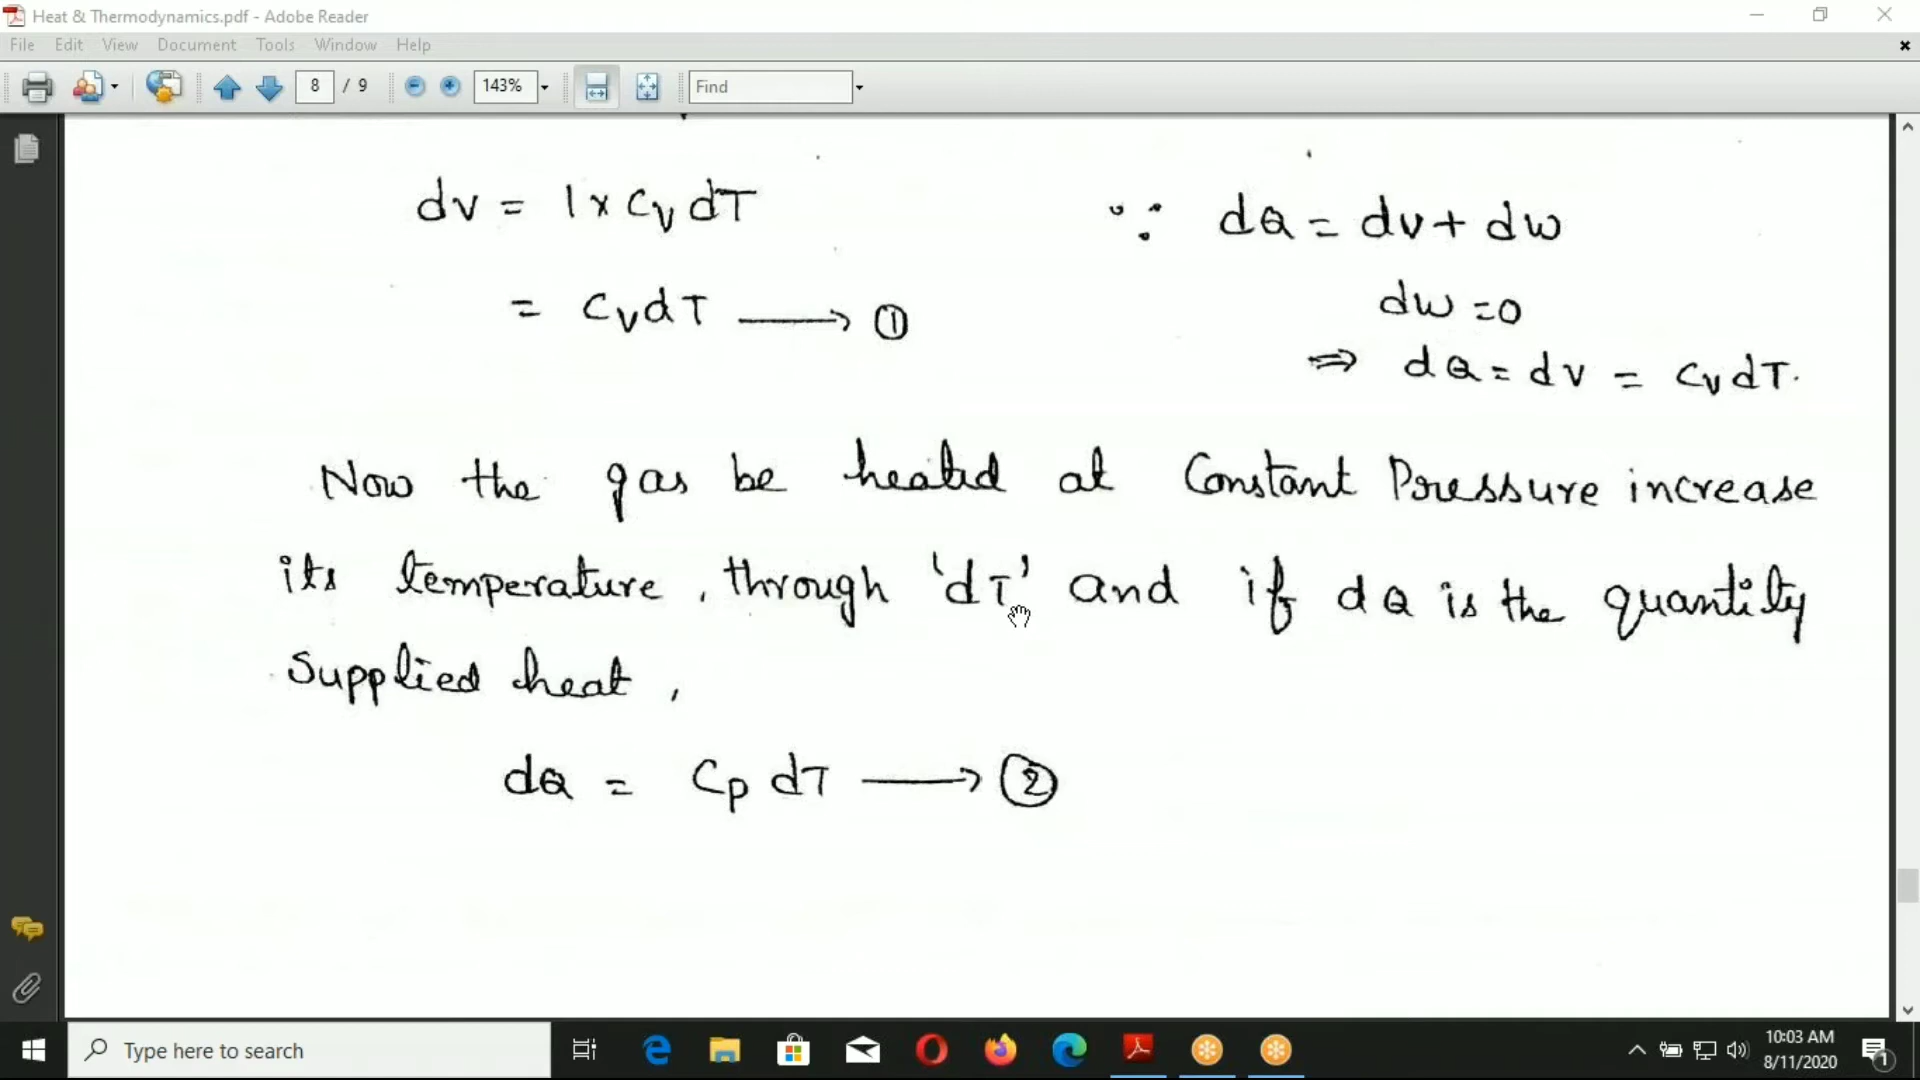 Heat & Thermodynamics.pdf - Adobe Reader
File Edit View Document Tools Window Help
8 / 9 143% Find
dv = 1 x Cv dT
∵ dQ = dv + dw
= Cv dT ⟶ ①
dw = 0
⇒ dQ = dv = Cv dT.
Now the gas be heated at Constant Pressure increase
its temperature, through 'dT' and if dQ is the quantity
Supplied heat,
dQ = Cp dT ⟶ ②
Type here to search
10:03 AM
8/11/2020
1